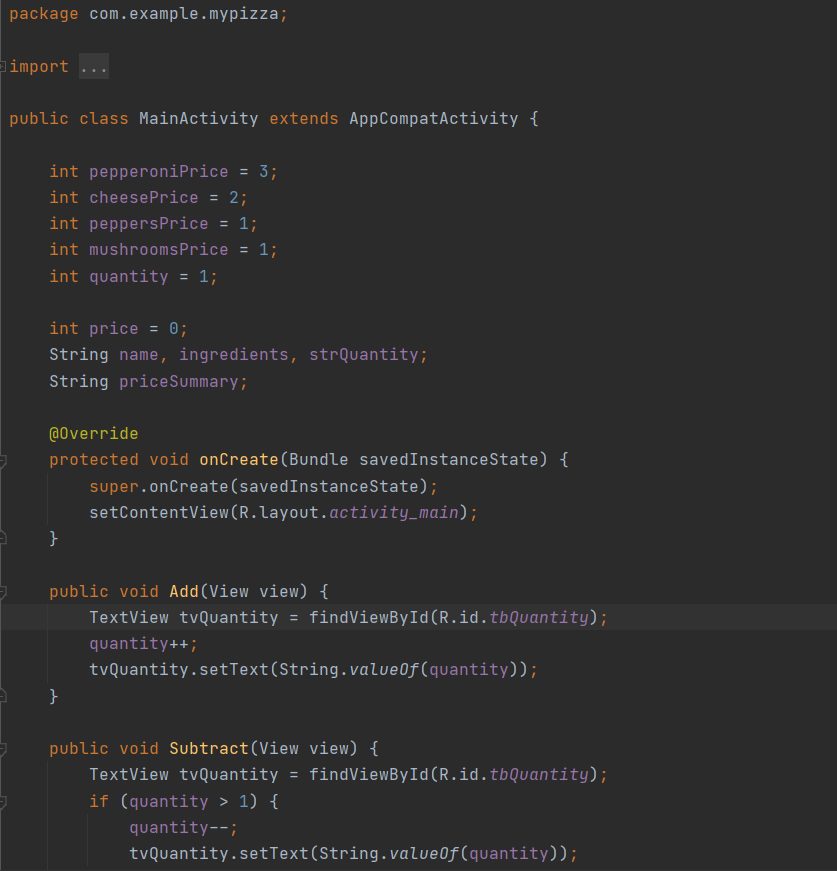 package com.example.mypizza;
import ...
public class MainActivity extends AppCompatActivity {
int pepperoniPrice = 3;
int cheesePrice = 2;
int peppersPrice = 1;
int mushroomsPrice = 1;
int quantity = 1;
int price = 0;
String name, ingredients, strQuantity;
String priceSummary;
@Override
protected void onCreate(Bundle savedInstanceState) {
super.onCreate(savedInstanceState);
setContentView(R.layout.activity_main);
}
public void Add(View view) {
TextView tvQuantity = findViewById(R.id.tbQuantity);
quantity++;
tvQuantity.setText(String.valueOf(quantity));
}
public void Subtract(View view) {
TextView tvQuantity = findViewById(R.id.tbQuantity);
if (quantity > 1) {
quantity--;
tvQuantity.setText(String.valueOf(quantity));